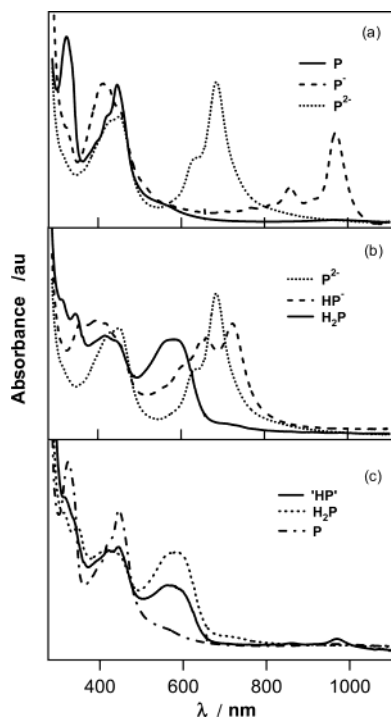 (a)
P
P⁻
P²⁻
(b)
P²⁻
HP⁻
H₂P
(c)
'HP'
H₂P
P
Absorbance /au
400 600 800 1000
λ / nm